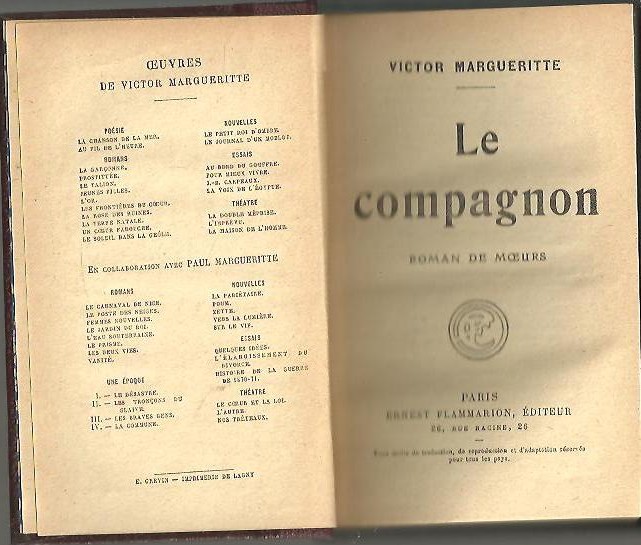 ŒUVRES
DE VICTOR MARGUERITTE
POÉSIE
LA CHANSON DE LA MER.
AU FIL DE L'HEURE.
ROMANS
LA GARÇONNE.
PROSTITUÉE.
LE TALION.
JEUNES FILLES.
L'OR.
LES FRONTIÈRES DU CŒUR.
LA ROSE DES RUINES.
LA TERRE NATALE.
UN CŒUR FAROUCHE.
LE SOLEIL DANS LA GEÔLE.
NOUVELLES
LE PETIT ROI D'OMBRE.
LE JOURNAL D'UN MOBLOT.
ESSAIS
AU BORD DU GOUFFRE.
POUR MIEUX VIVRE.
J.-B. CARPEAUX.
LA VOIX DE L'ÉGYPTE.
THÉATRE
LA DOUBLE MÉPRISE.
L'IMPRÉVU.
LA MAISON DE L'HOMME.
EN COLLABORATION AVEC PAUL MARGUERITTE
ROMANS
LE CARNAVAL DE NICE.
LE POSTE DES NEIGES.
FEMMES NOUVELLES.
LE JARDIN DU ROI.
L'EAU SOUTERRAINE.
LE PRISME.
LES DEUX VIES.
VANITÉ.
UNE ÉPOQUE
I. — LE DÉSASTRE.
II. — LES TRONÇONS DU
GLAIVE.
III. — LES BRAVES GENS.
IV. — LA COMMUNE.
NOUVELLES
LA PARIÉTAIRE.
POUM.
ZETTE.
VERS LA LUMIÈRE.
SUR LE VIF.
ESSAIS
QUELQUES IDÉES.
L'ÉLARGISSEMENT DU
DIVORCE.
HISTOIRE DE LA GUERRE
DE 1870-71.
THÉATRE
LE CŒUR ET LA LOI.
L'AUTRE.
NOS TRÉTEAUX.
E. GREVIN — IMPRIMERIE DE LAGNY
VICTOR MARGUERITTE
Le
compagnon
ROMAN DE MŒURS
PARIS
ERNEST FLAMMARION, ÉDITEUR
26, RUE RACINE, 26
Tous droits de traduction, de reproduction et d'adaptation réservés
pour tous les pays.